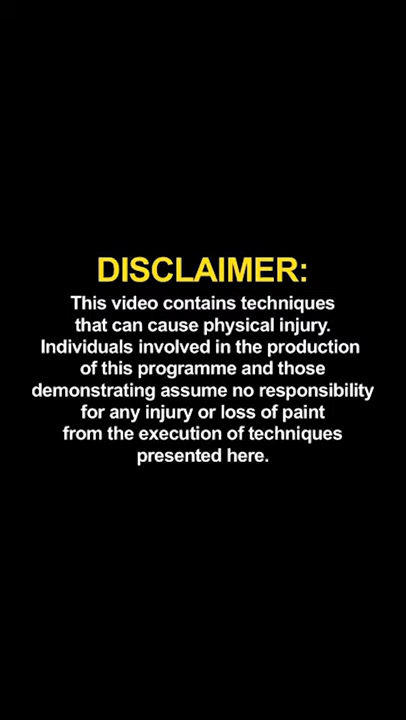 DISCLAIMER:
This video contains techniques
that can cause physical injury.
Individuals involved in the production
of this programme and those
demonstrating assume no responsibility
for any injury or loss of paint
from the execution of techniques
presented here.